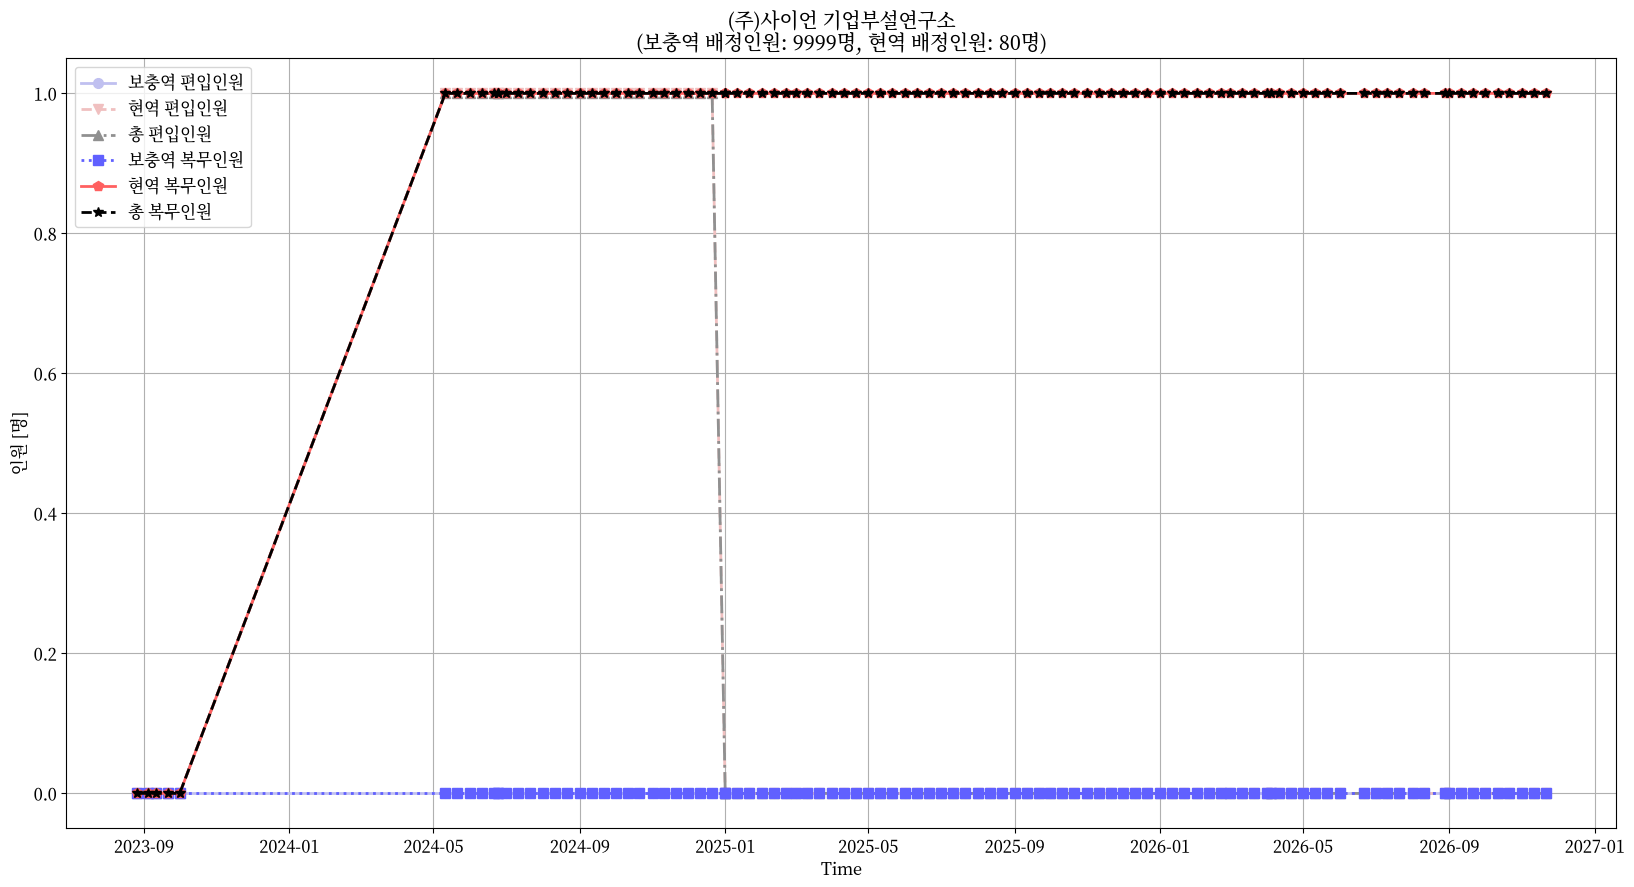 (주)사이언 기업부설연구소
(보충역 배정인원: 9999명, 현역 배정인원: 80명)
보충역 편입인원
현역 편입인원
총 편입인원
보충역 복무인원
현역 복무인원
총 복무인원
1.0
0.8
0.6
0.4
0.2
0.0
인원 [명]
2023-09 2024-01 2024-05 2024-09 2025-01 2025-05 2025-09 2026-01 2026-05 2026-09 2027-01
Time